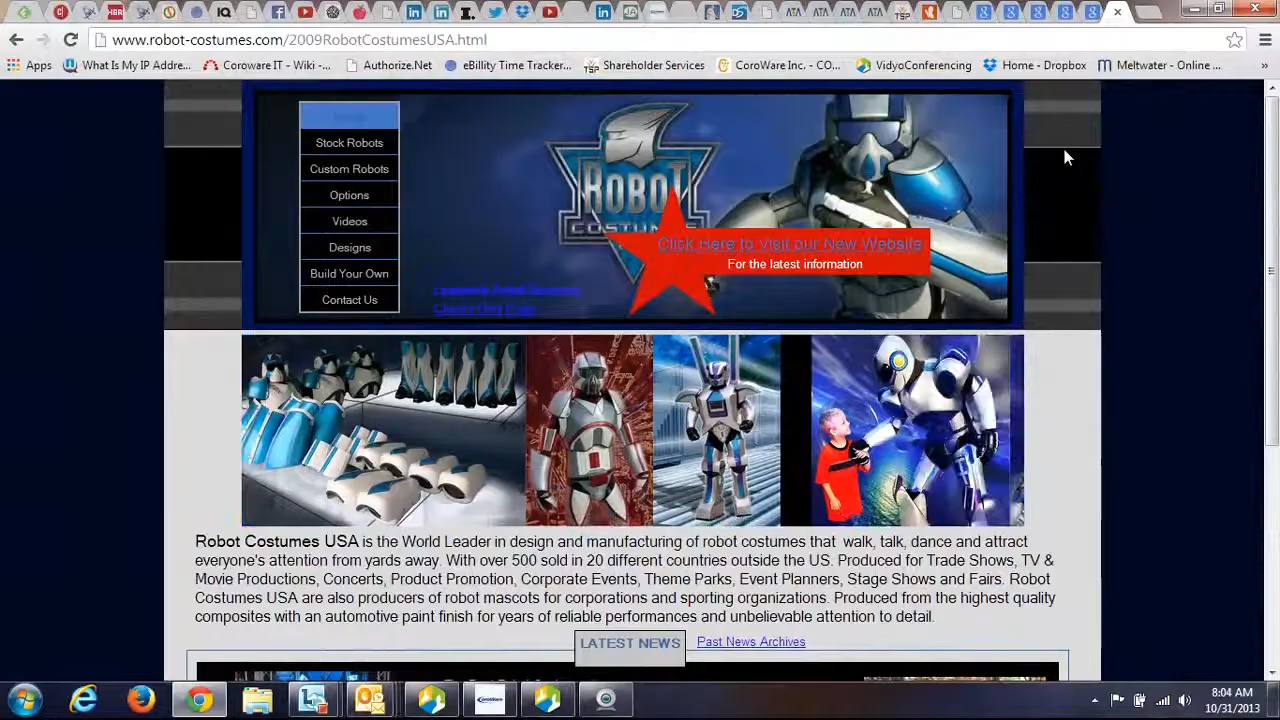 www.robot-costumes.com/2009RobotCostumesUSA.html
Apps
What Is My IP Addre...
Coroware IT - Wiki -...
Authorize.Net
eBillity Time Tracker...
TSP Shareholder Services
CoroWare Inc. - CO...
VidyoConferencing
Home - Dropbox
Meltwater - Online ...
»
Stock Robots
Custom Robots
Options
Videos
Designs
Build Your Own
Contact Us
ROBOT
COSTUMES
Click Here to Visit our New Website
For the latest information
Robot Costumes USA is the World Leader in design and manufacturing of robot costumes that walk, talk, dance and attract
everyone's attention from yards away. With over 500 sold in 20 different countries outside the US. Produced for Trade Shows, TV &
Movie Productions, Concerts, Product Promotion, Corporate Events, Theme Parks, Event Planners, Stage Shows and Fairs. Robot
Costumes USA are also producers of robot mascots for corporations and sporting organizations. Produced from the highest quality
composites with an automotive paint finish for years of reliable performances and unbelievable attention to detail.
LATEST NEWS
Past News Archives
8:04 AM
10/31/2013